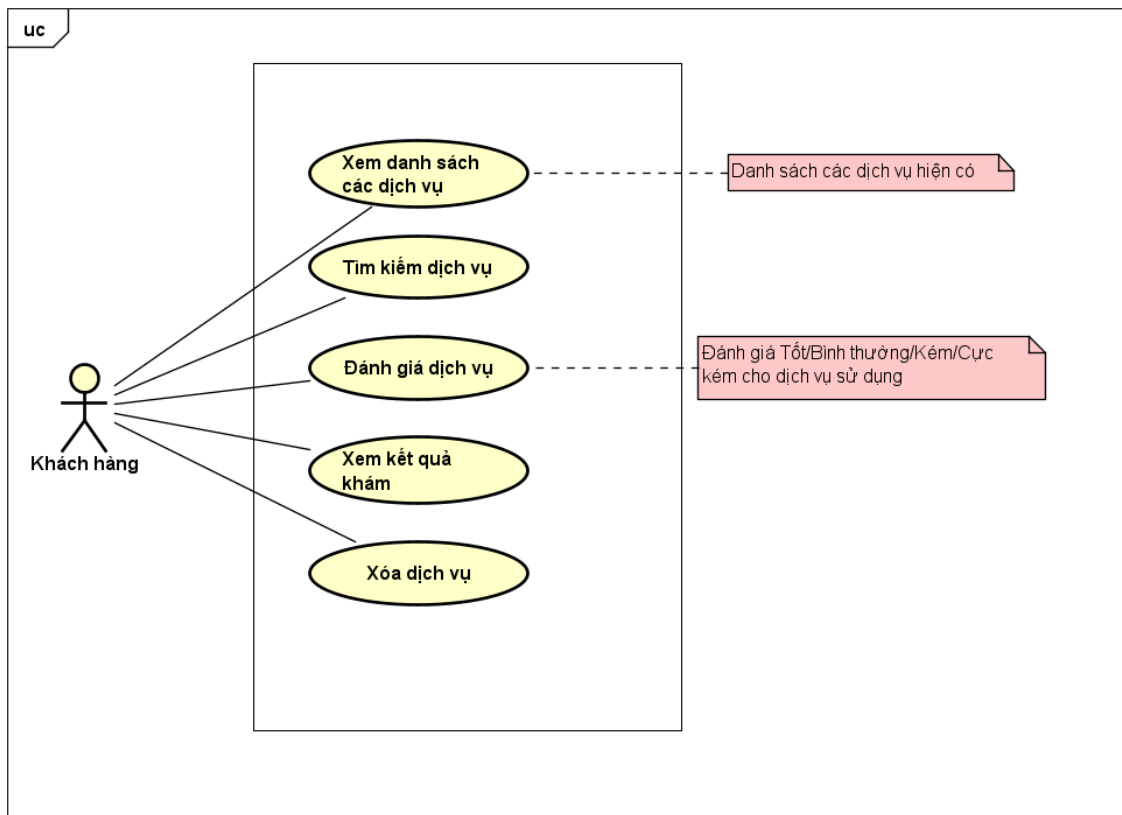 uc
Xem danh sách
các dịch vụ
Danh sách các dịch vụ hiện có
Tìm kiếm dịch vụ
Đánh giá dịch vụ
Đánh giá Tốt/Bình thường/Kém/Cực
kém cho dịch vụ sử dụng
Khách hàng
Xem kết quả
khám
Xóa dịch vụ